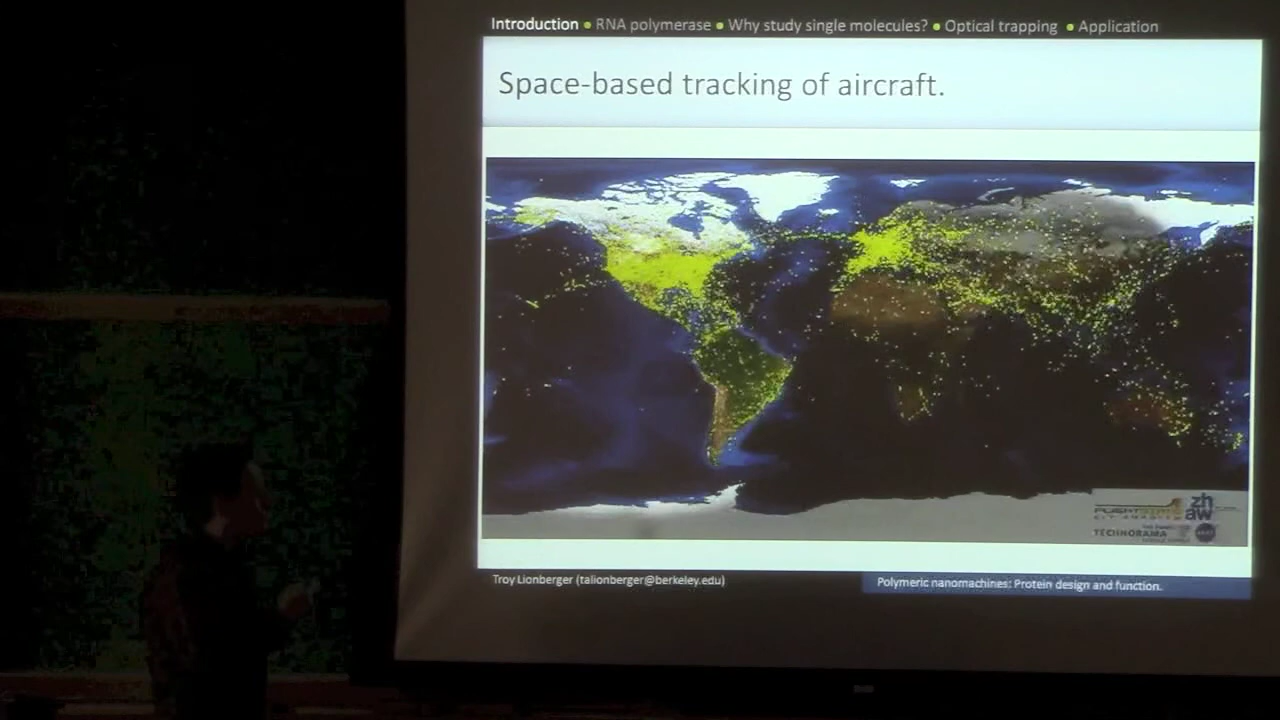 Introduction • RNA polymerase • Why study single molecules? • Optical trapping • Application
Space-based tracking of aircraft.
zh
aw
TECHNORAMA
Troy Lionberger (talionberger@berkeley.edu)
Polymeric nanomachines: Protein design and function.